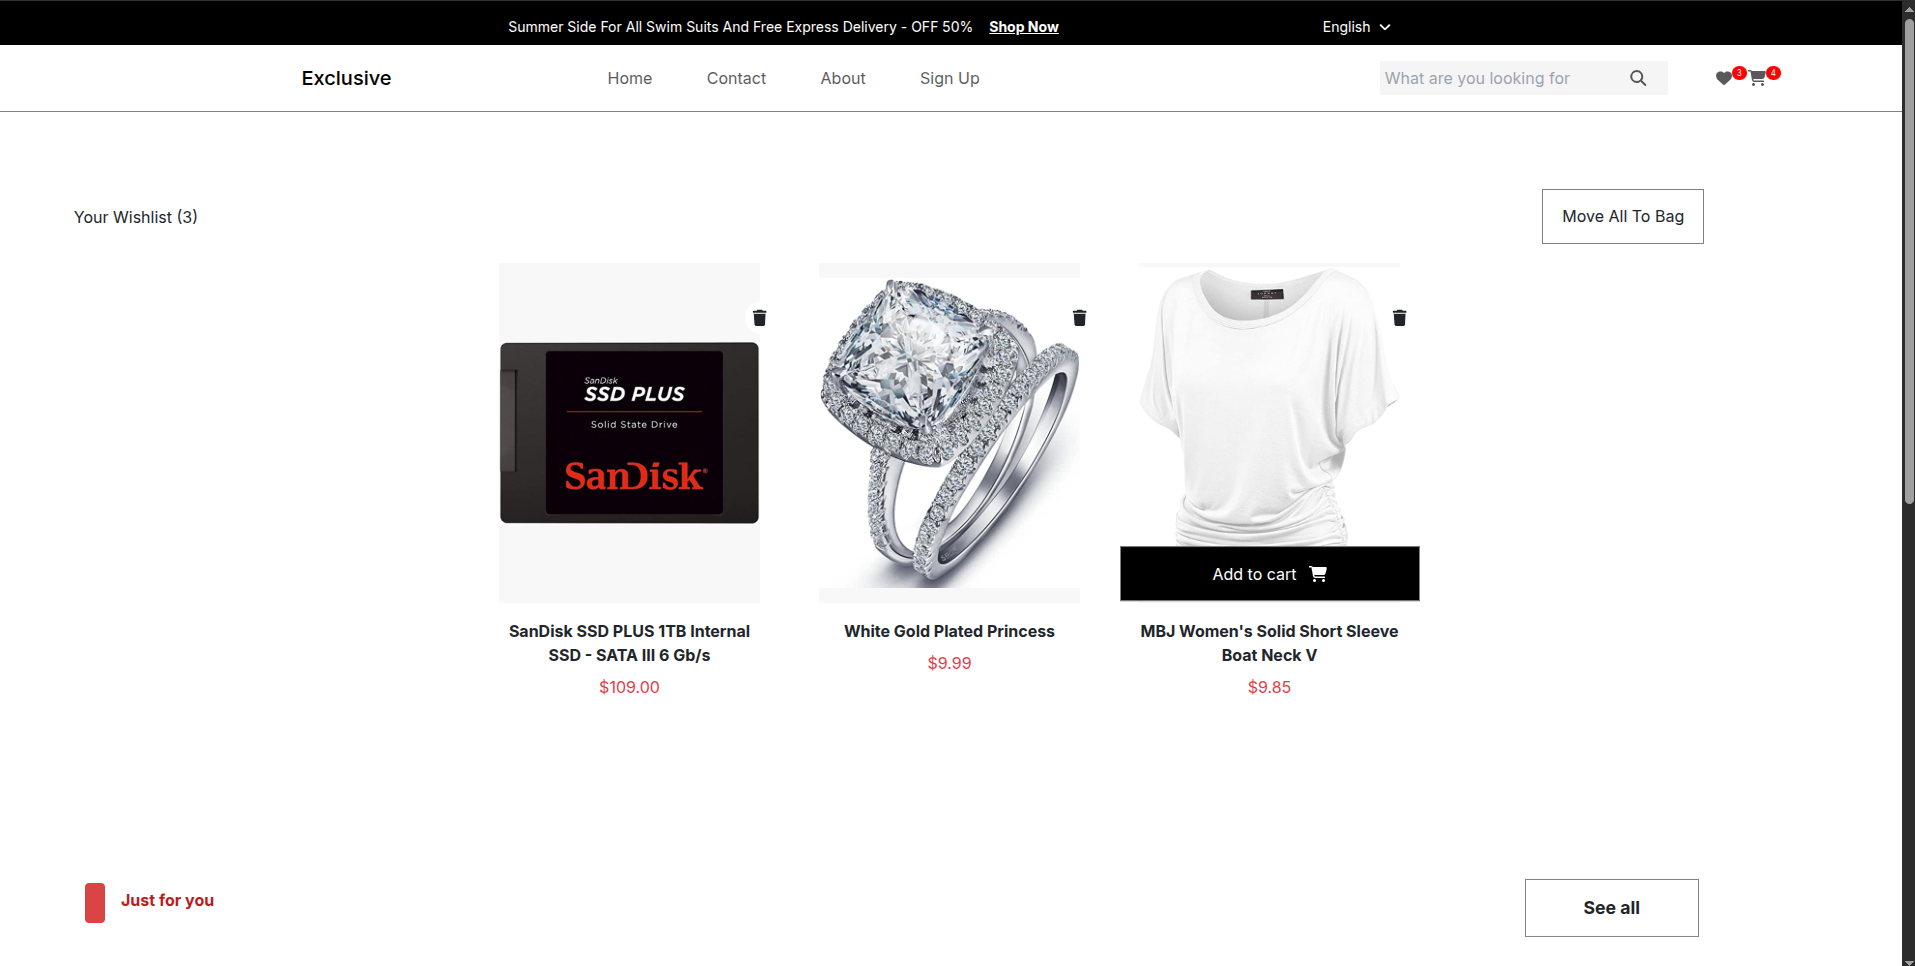 Summer Side For All Swim Suits And Free Express Delivery - OFF 50% Shop Now
English
Exclusive
Home
Contact
About
Sign Up
What are you looking for
3
4
Your Wishlist (3)
Move All To Bag
SanDisk
SSD PLUS
Solid State Drive
SanDisk
Add to cart
SanDisk SSD PLUS 1TB Internal
SSD - SATA III 6 Gb/s
$109.00
White Gold Plated Princess
$9.99
MBJ Women's Solid Short Sleeve
Boat Neck V
$9.85
Just for you
See all